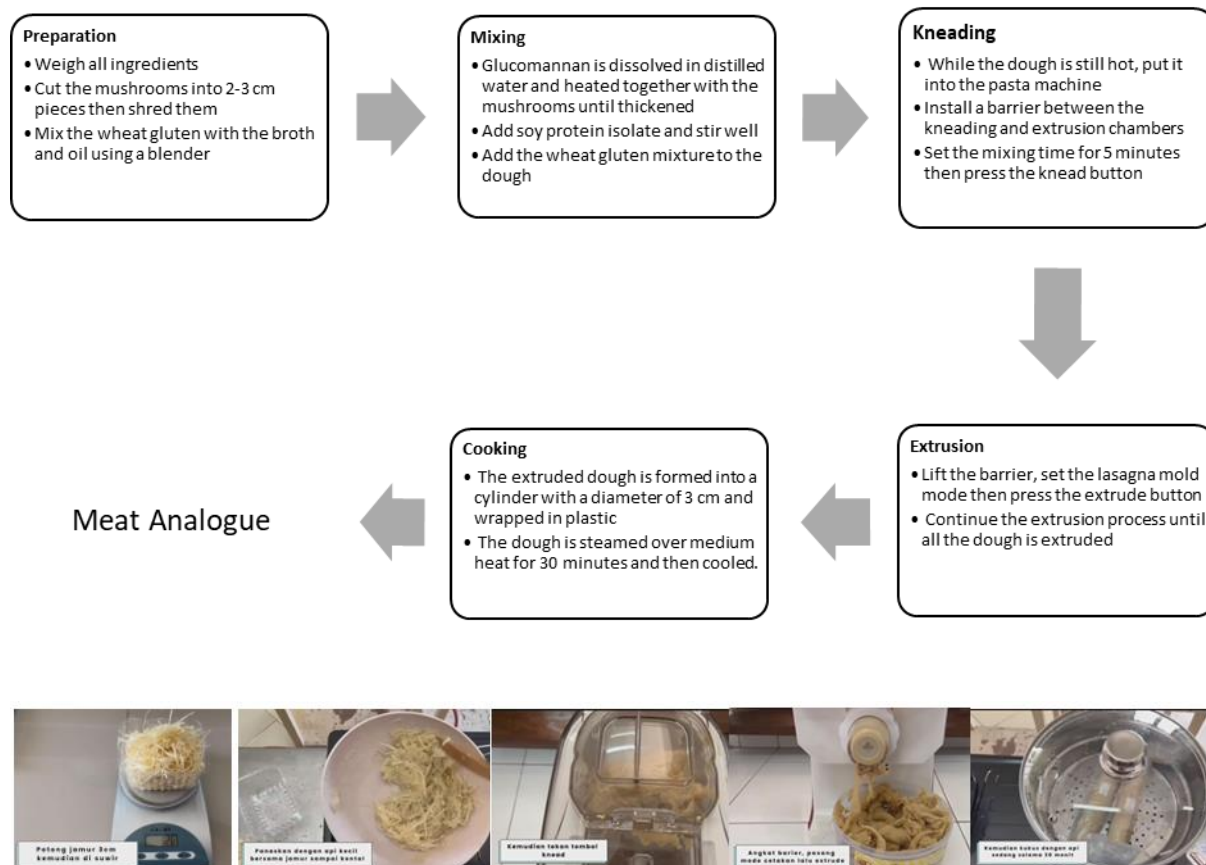 Preparation
• Weigh all ingredients
• Cut the mushrooms into 2-3 cm
pieces then shred them
• Mix the wheat gluten with the broth
and oil using a blender
Mixing
• Glucomannan is dissolved in distilled
water and heated together with the
mushrooms until thickened
• Add soy protein isolate and stir well
• Add the wheat gluten mixture to the
dough
Kneading
• While the dough is still hot, put it
into the pasta machine
• Install a barrier between the
kneading and extrusion chambers
• Set the mixing time for 5 minutes
then press the knead button
Extrusion
• Lift the barrier, set the lasagna mold
mode then press the extrude button
• Continue the extrusion process until
all the dough is extruded
Cooking
• The extruded dough is formed into a
cylinder with a diameter of 3 cm and
wrapped in plastic
• The dough is steamed over medium
heat for 30 minutes and then cooled.
Meat Analogue
Potong jamur 3cm
kemudian di suwir
Panaskan dengan api kecil
bersama jamur sampai kental
Kemudian tekan tombol
knead
Angkat barier, pasang
mode cetakan lalu extrude
Kemudian kukus dengan api
sedang selama 30 menit